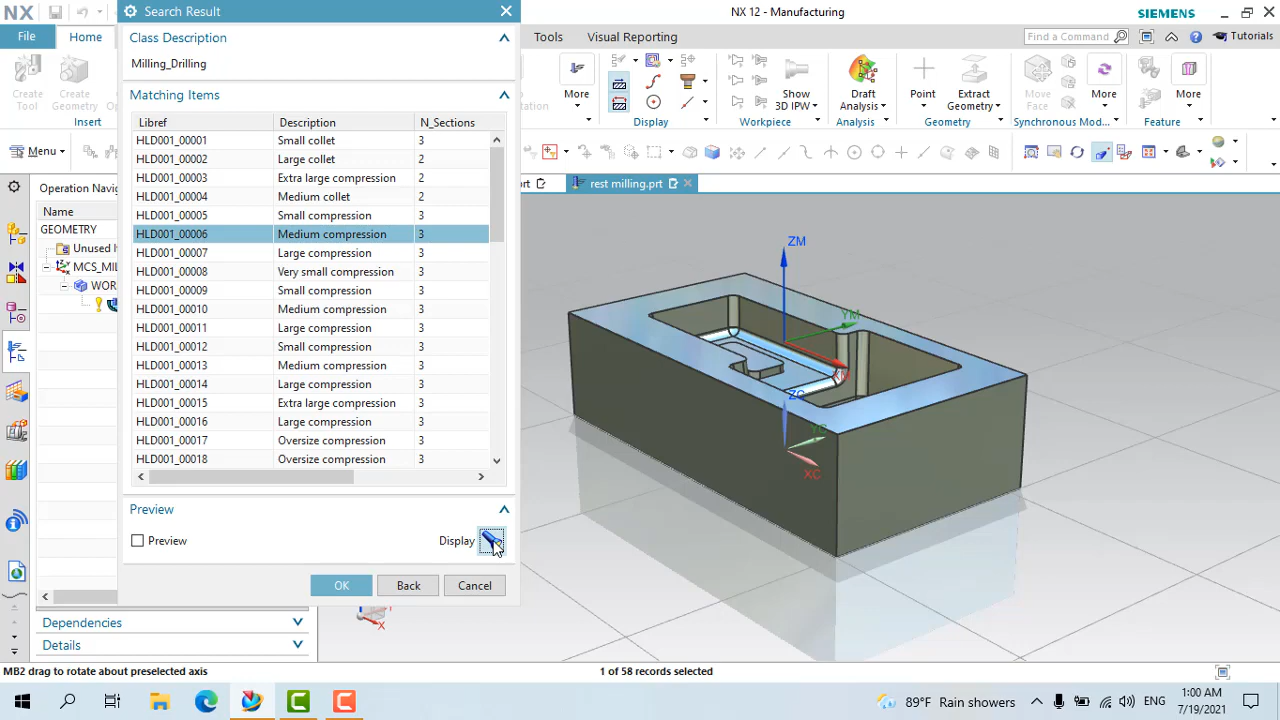 NX
Search Result
NX 12 - Manufacturing
SIEMENS
File
Home
Tools
Visual Reporting
Find a Command
Tutorials
Create Tool
Create Geometry
Insert
Class Description
Milling_Drilling
Matching Items
Libref Description N_Sections
HLD001_00001 Small collet 3
HLD001_00002 Large collet 2
HLD001_00003 Extra large compression 2
HLD001_00004 Medium collet 2
HLD001_00005 Small compression 3
HLD001_00006 Medium compression 3
HLD001_00007 Large compression 3
HLD001_00008 Very small compression 3
HLD001_00009 Small compression 3
HLD001_00010 Medium compression 3
HLD001_00011 Large compression 3
HLD001_00012 Small compression 3
HLD001_00013 Medium compression 3
HLD001_00014 Large compression 3
HLD001_00015 Extra large compression 3
HLD001_00016 Large compression 3
HLD001_00017 Oversize compression 3
HLD001_00018 Oversize compression 3
Preview
Preview
Display
OK
Back
Cancel
More
Display
Show 3D IPW
Workpiece
Draft Analysis
Analysis
Point
Extract Geometry
Geometry
Move Face
More
Synchronous Mod...
More
Feature
Menu
rt
rest milling.prt
Operation Navig
Name
GEOMETRY
Unused I
MCS_MIL
WOR
ZM
YM
ZC
YC
XC
X
Dependencies
Details
MB2 drag to rotate about preselected axis
1 of 58 records selected
89°F Rain showers
ENG
1:00 AM
7/19/2021